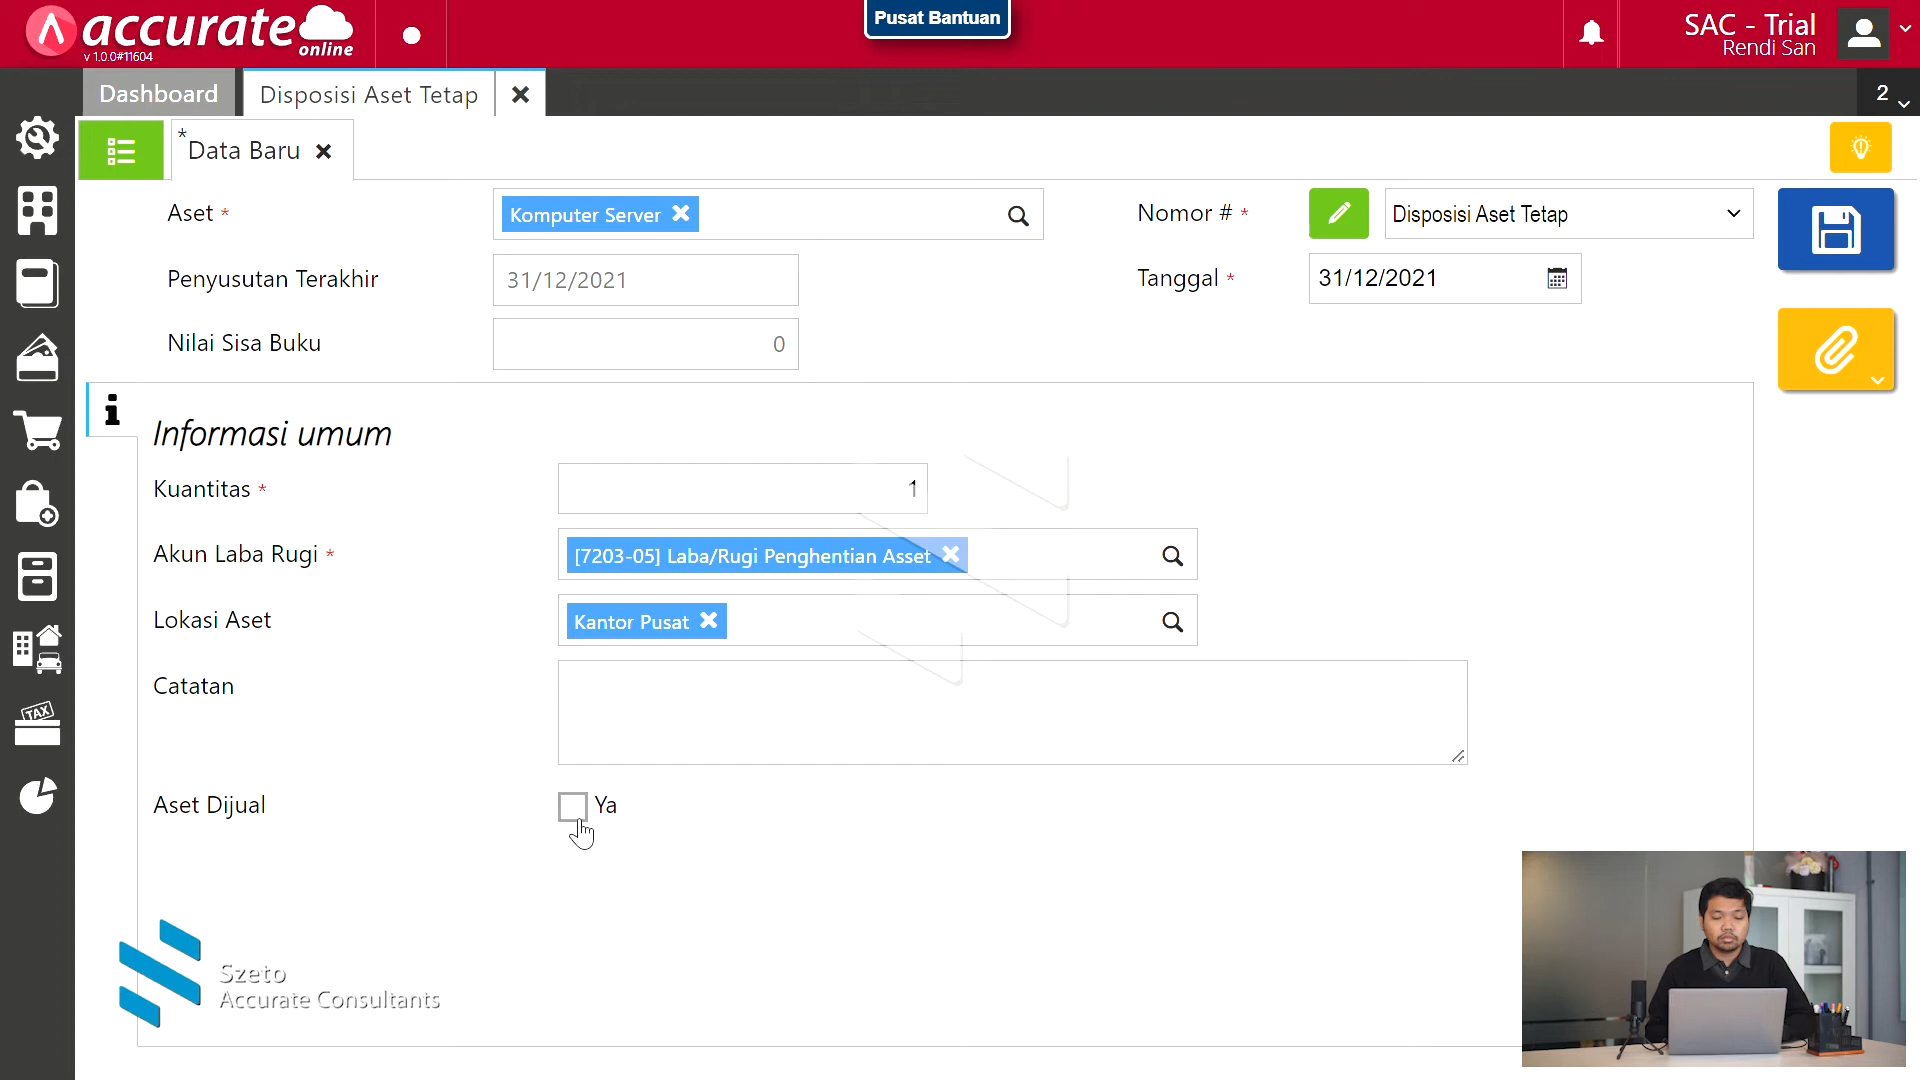 accurate
online
v 1.0.0#11604
Pusat Bantuan
SAC - Trial
Rendi San
Dashboard
Disposisi Aset Tetap
2
* Data Baru
Aset *
Komputer Server
Nomor # *
Disposisi Aset Tetap
Penyusutan Terakhir
31/12/2021
Tanggal *
31/12/2021
Nilai Sisa Buku
0
Informasi umum
Kuantitas *
1
Akun Laba Rugi *
[7203-05] Laba/Rugi Penghentian Asset
Lokasi Aset
Kantor Pusat
Catatan
TAX
Aset Dijual
Ya
Szeto
Accurate Consultants